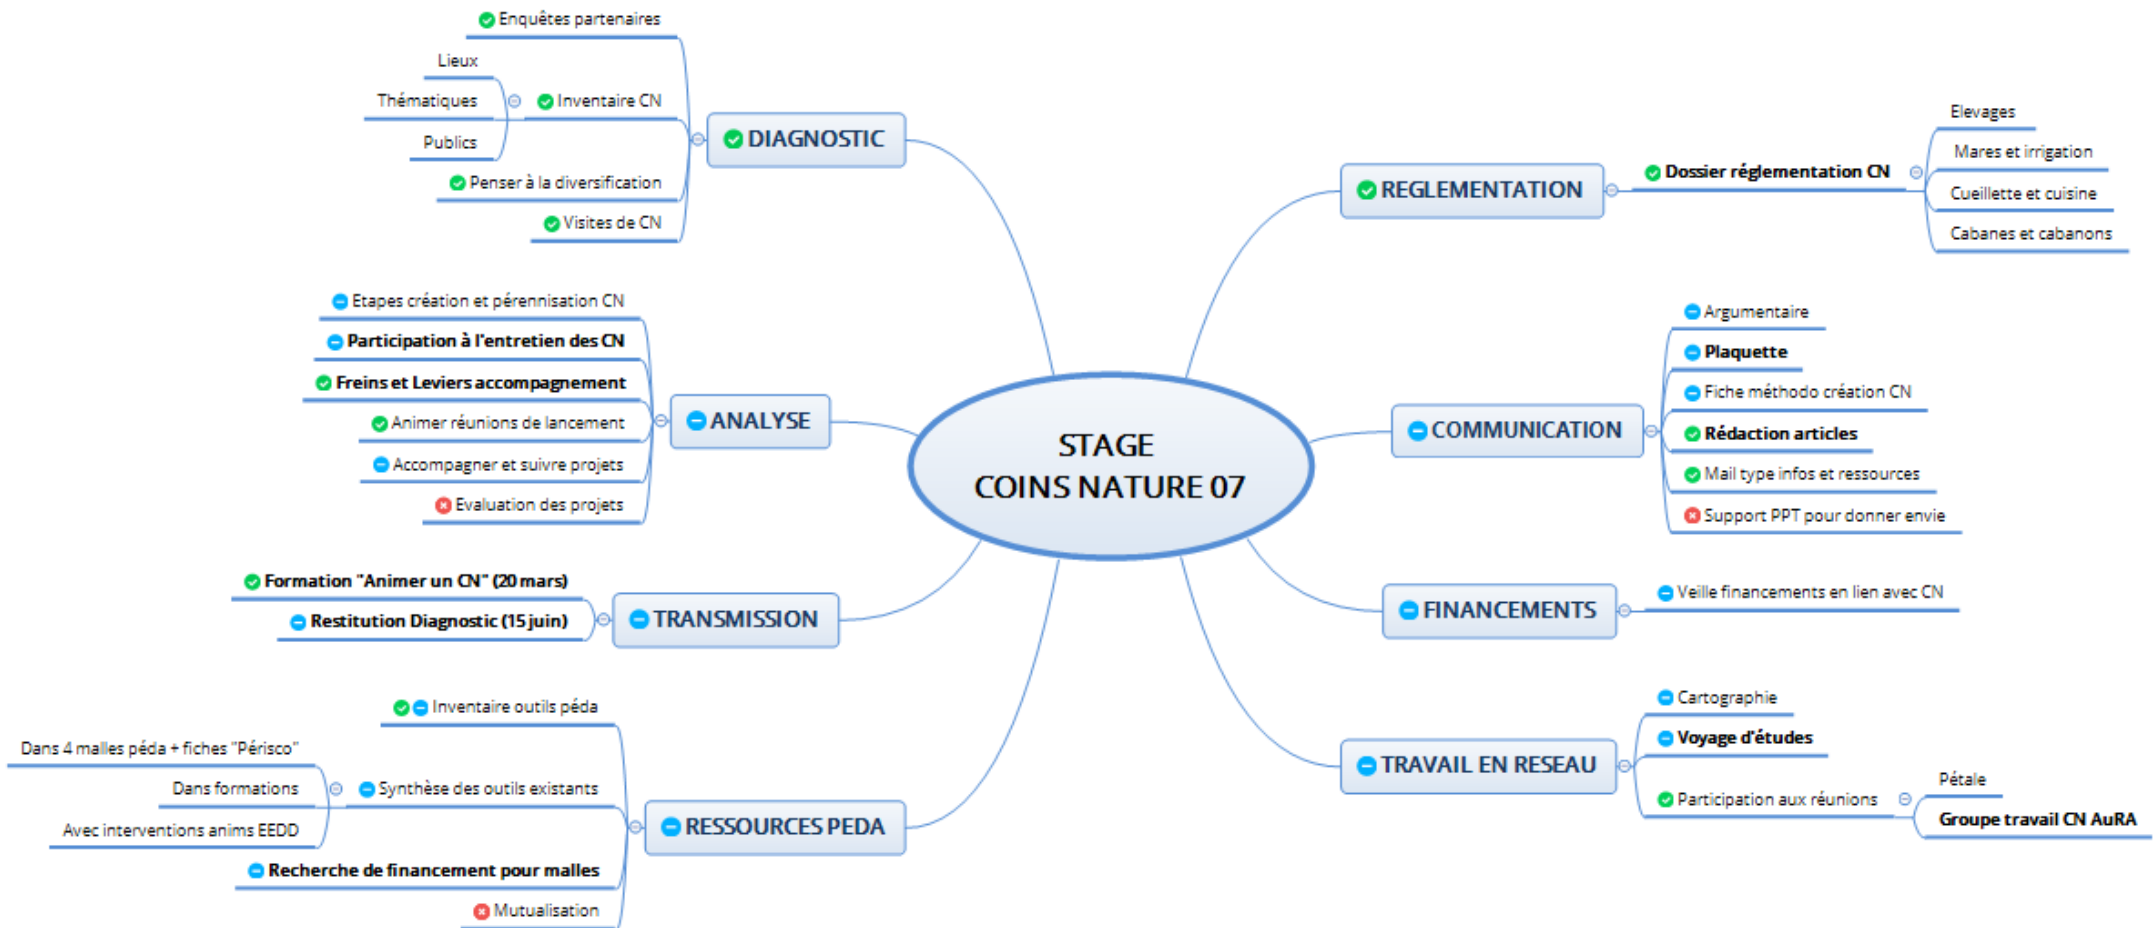 STAGE
COINS NATURE 07
DIAGNOSTIC
Enquêtes partenaires
Inventaire CN
Lieux
Thématiques
Publics
Penser à la diversification
Visites de CN
ANALYSE
Etapes création et pérennisation CN
Participation à l'entretien des CN
Freins et Leviers accompagnement
Animer réunions de lancement
Accompagner et suivre projets
Evaluation des projets
TRANSMISSION
Formation "Animer un CN" (20 mars)
Restitution Diagnostic (15 juin)
RESSOURCES PEDA
Inventaire outils péda
Synthèse des outils existants
Dans 4 malles péda + fiches "Périsco"
Dans formations
Avec interventions anims EEDD
Recherche de financement pour malles
Mutualisation
REGLEMENTATION
Dossier réglementation CN
Elevages
Mares et irrigation
Cueillette et cuisine
Cabanes et cabanons
COMMUNICATION
Argumentaire
Plaquette
Fiche méthodo création CN
Rédaction articles
Mail type infos et ressources
Support PPT pour donner envie
FINANCEMENTS
Veille financements en lien avec CN
TRAVAIL EN RESEAU
Cartographie
Voyage d'études
Participation aux réunions
Pétale
Groupe travail CN AuRA